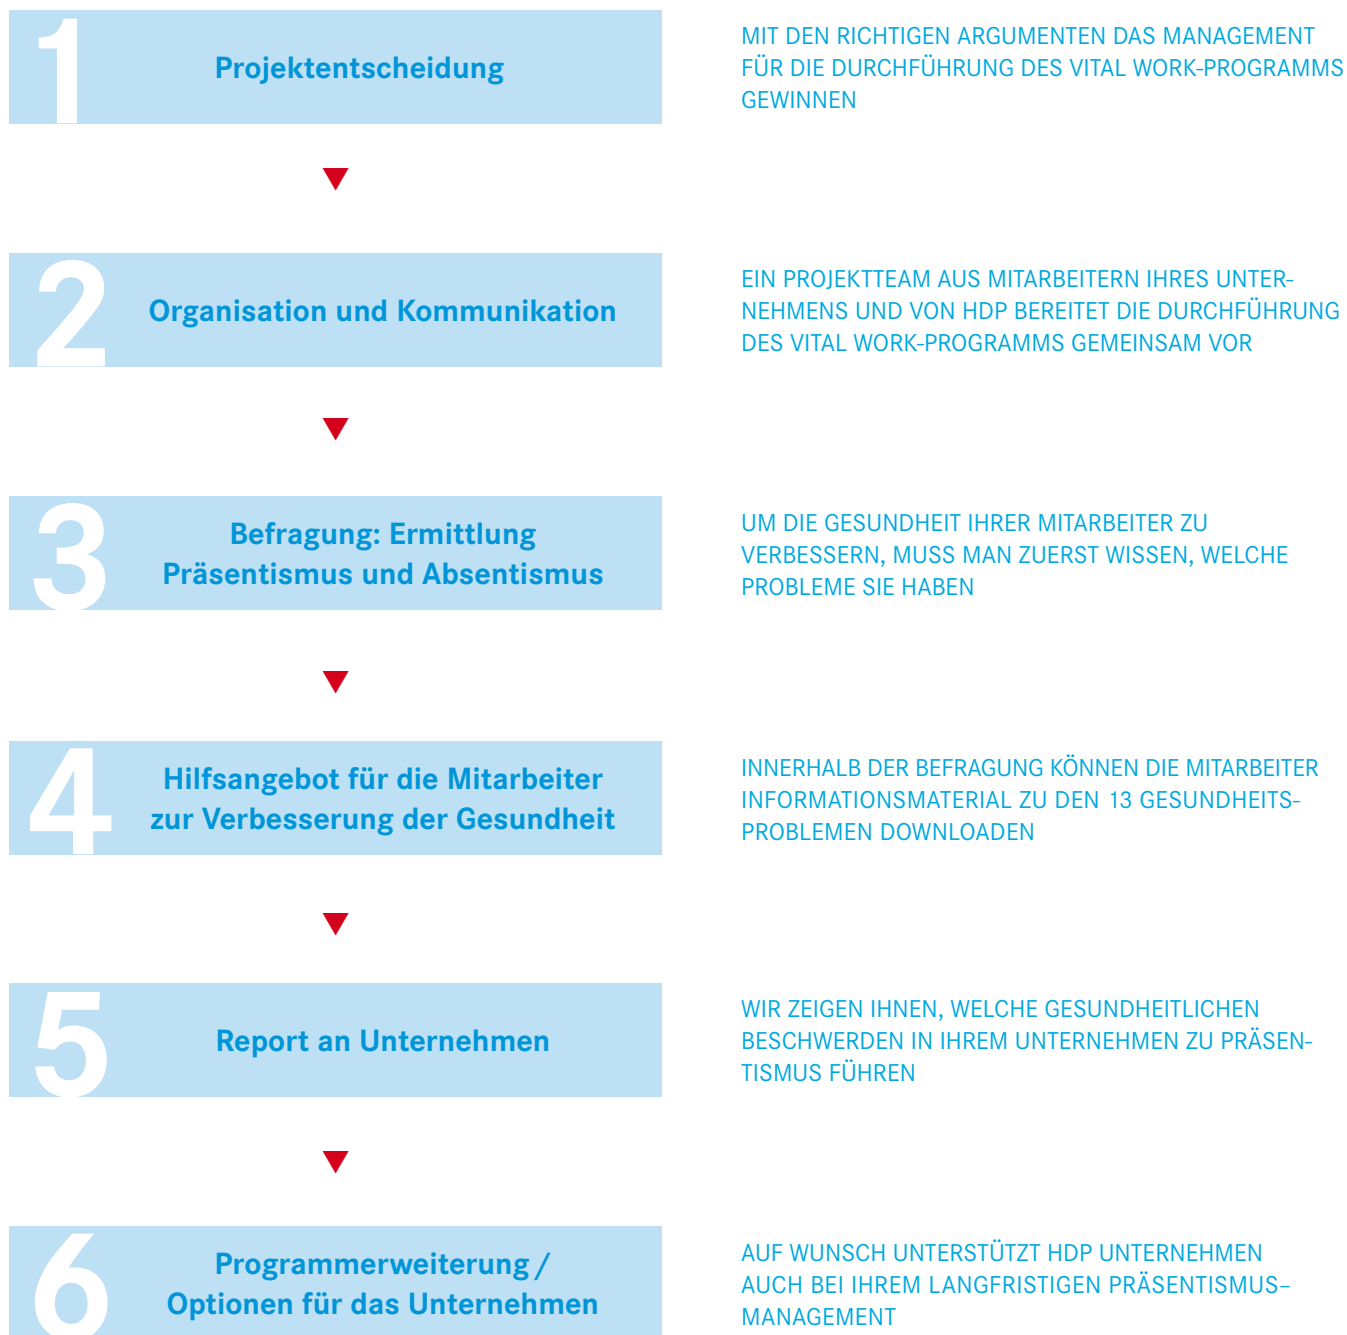 1
Projektentscheidung
MIT DEN RICHTIGEN ARGUMENTEN DAS MANAGEMENT
FÜR DIE DURCHFÜHRUNG DES VITAL WORK-PROGRAMMS
GEWINNEN
2
Organisation und Kommunikation
EIN PROJEKTTEAM AUS MITARBEITERN IHRES UNTER-
NEHMENS UND VON HDP BEREITET DIE DURCHFÜHRUNG
DES VITAL WORK-PROGRAMMS GEMEINSAM VOR
3
Befragung: Ermittlung
Präsentismus und Absentismus
UM DIE GESUNDHEIT IHRER MITARBEITER ZU
VERBESSERN, MUSS MAN ZUERST WISSEN, WELCHE
PROBLEME SIE HABEN
4
Hilfsangebot für die Mitarbeiter
zur Verbesserung der Gesundheit
INNERHALB DER BEFRAGUNG KÖNNEN DIE MITARBEITER
INFORMATIONSMATERIAL ZU DEN 13 GESUNDHEITS-
PROBLEMEN DOWNLOADEN
5
Report an Unternehmen
WIR ZEIGEN IHNEN, WELCHE GESUNDHEITLICHEN
BESCHWERDEN IN IHREM UNTERNEHMEN ZU PRÄSEN-
TISMUS FÜHREN
6
Programmerweiterung /
Optionen für das Unternehmen
AUF WUNSCH UNTERSTÜTZT HDP UNTERNEHMEN
AUCH BEI IHREM LANGFRISTIGEN PRÄSENTISMUS–
MANAGEMENT